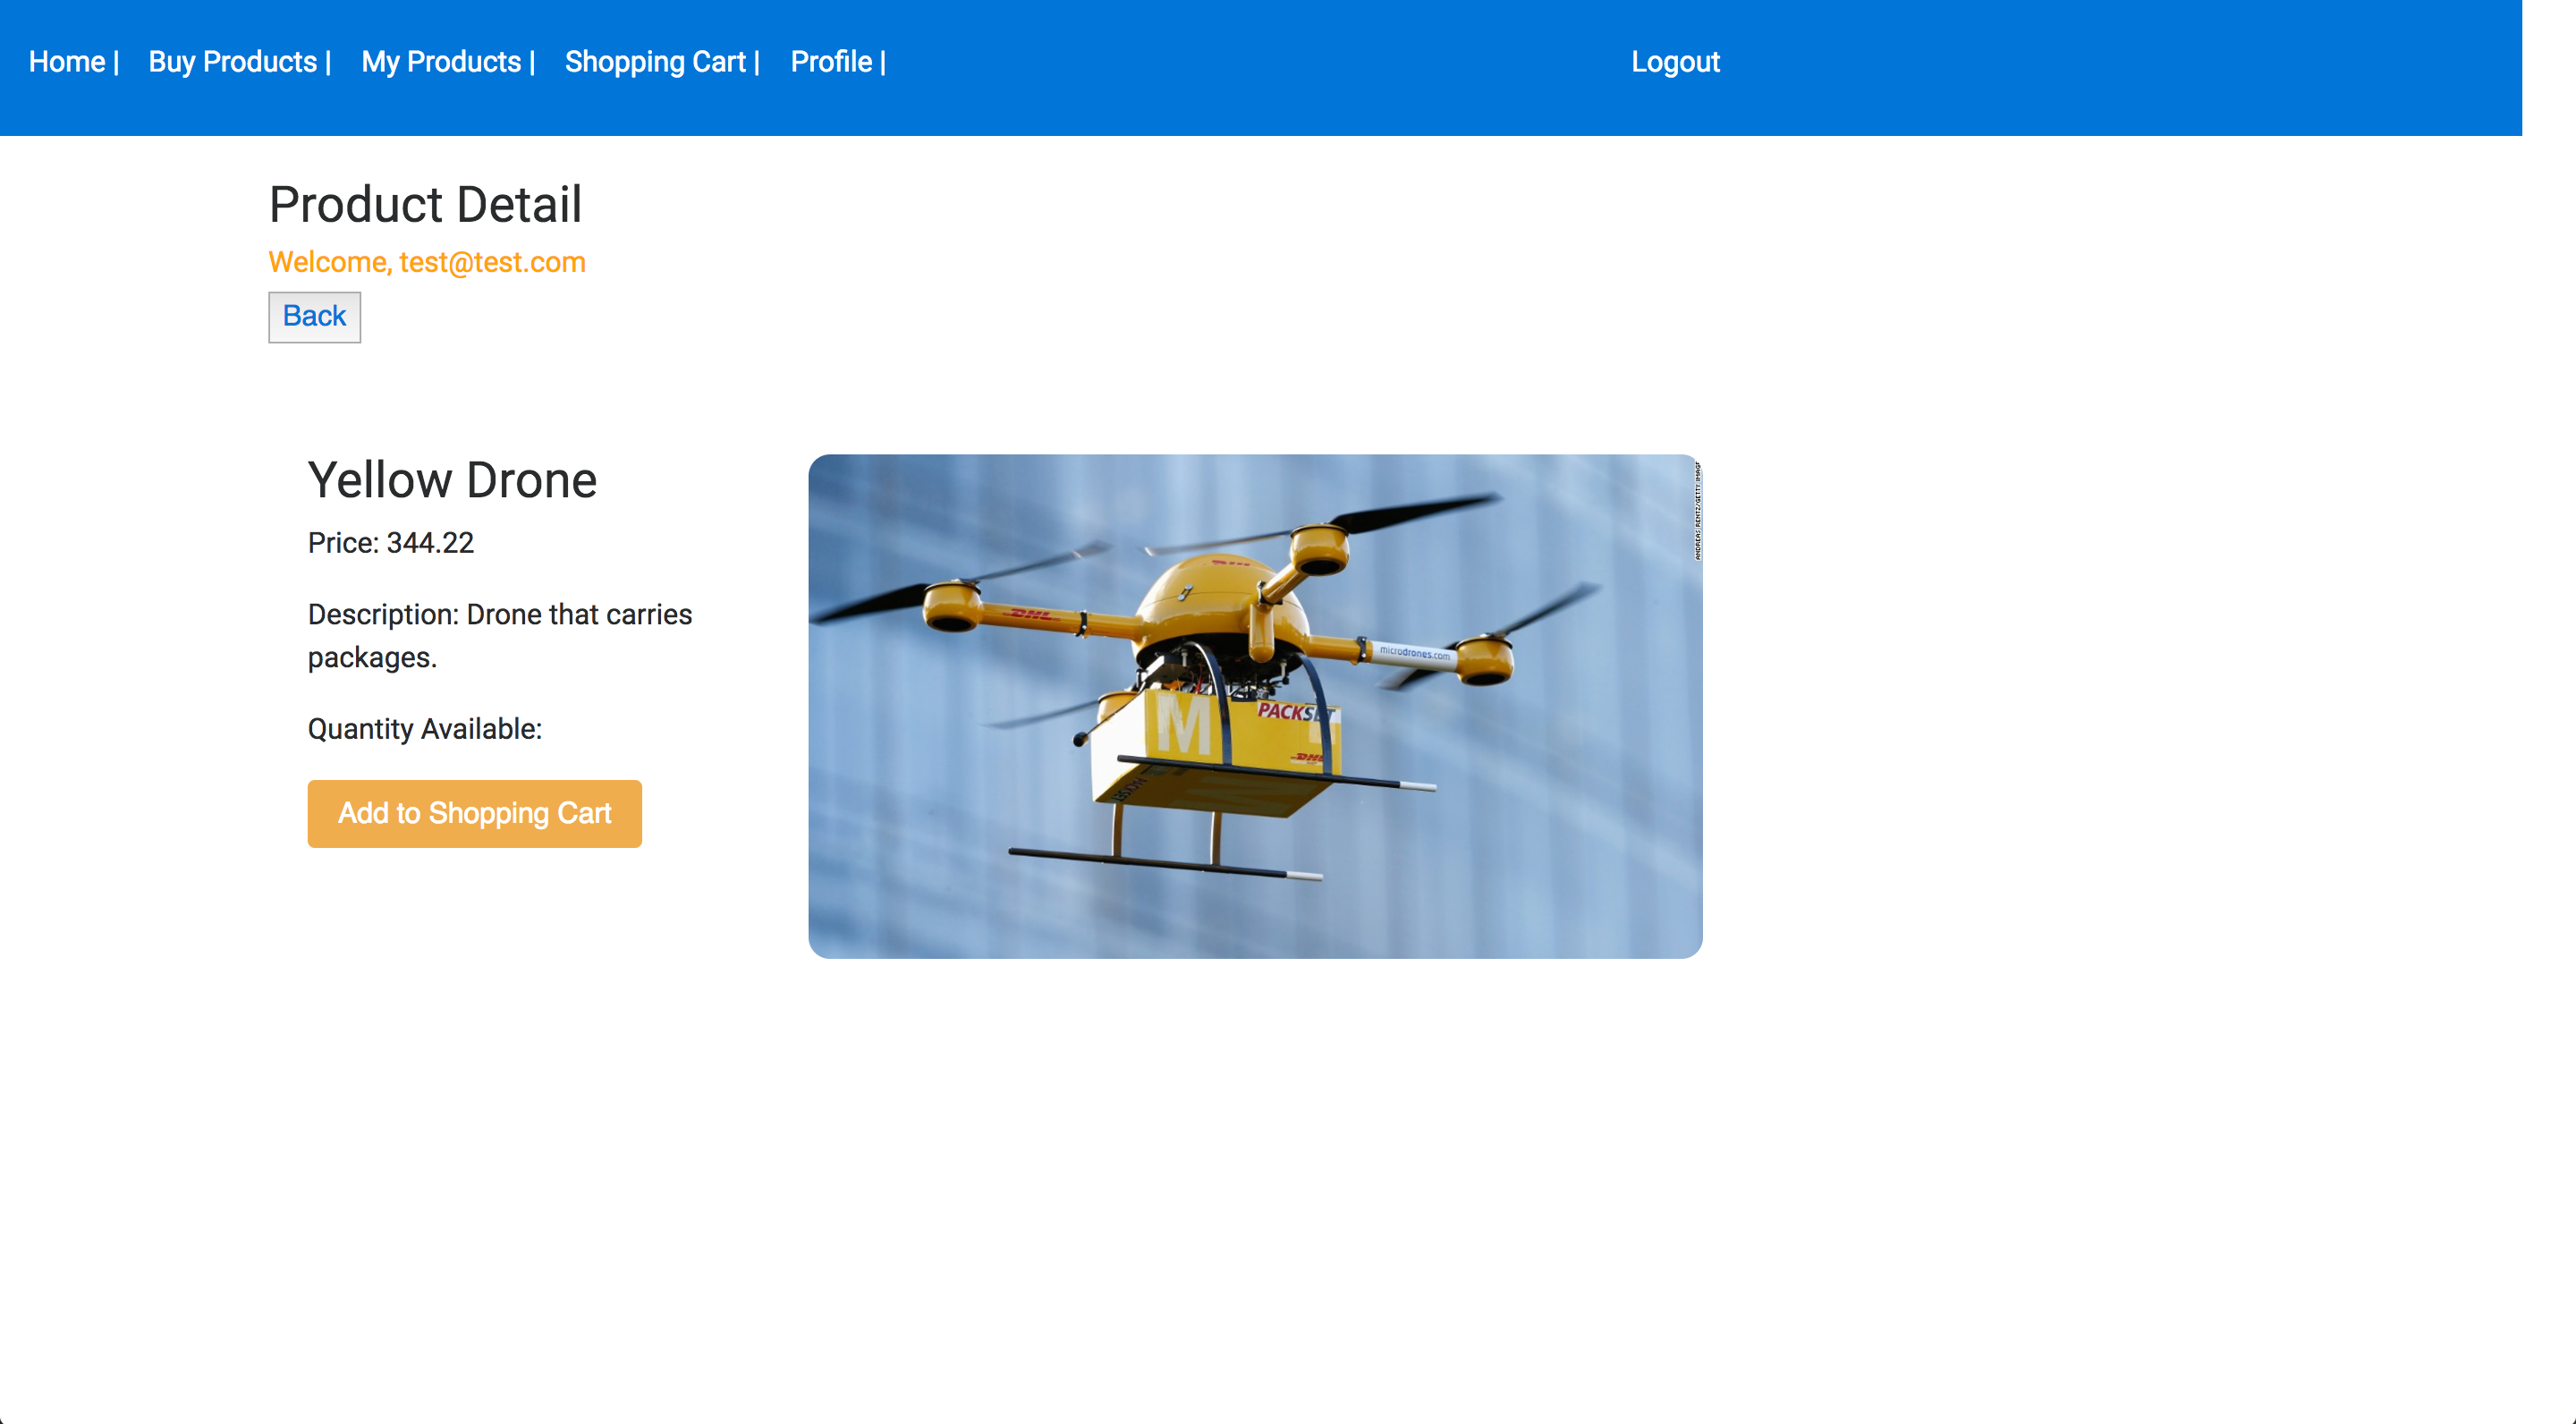 Home | Buy Products | My Products | Shopping Cart | Profile | Logout
Product Detail
Welcome, test@test.com
Back
Yellow Drone
Price: 344.22
Description: Drone that carries
packages.
Quantity Available:
Add to Shopping Cart
DHL
microdrones.com
M
DHL